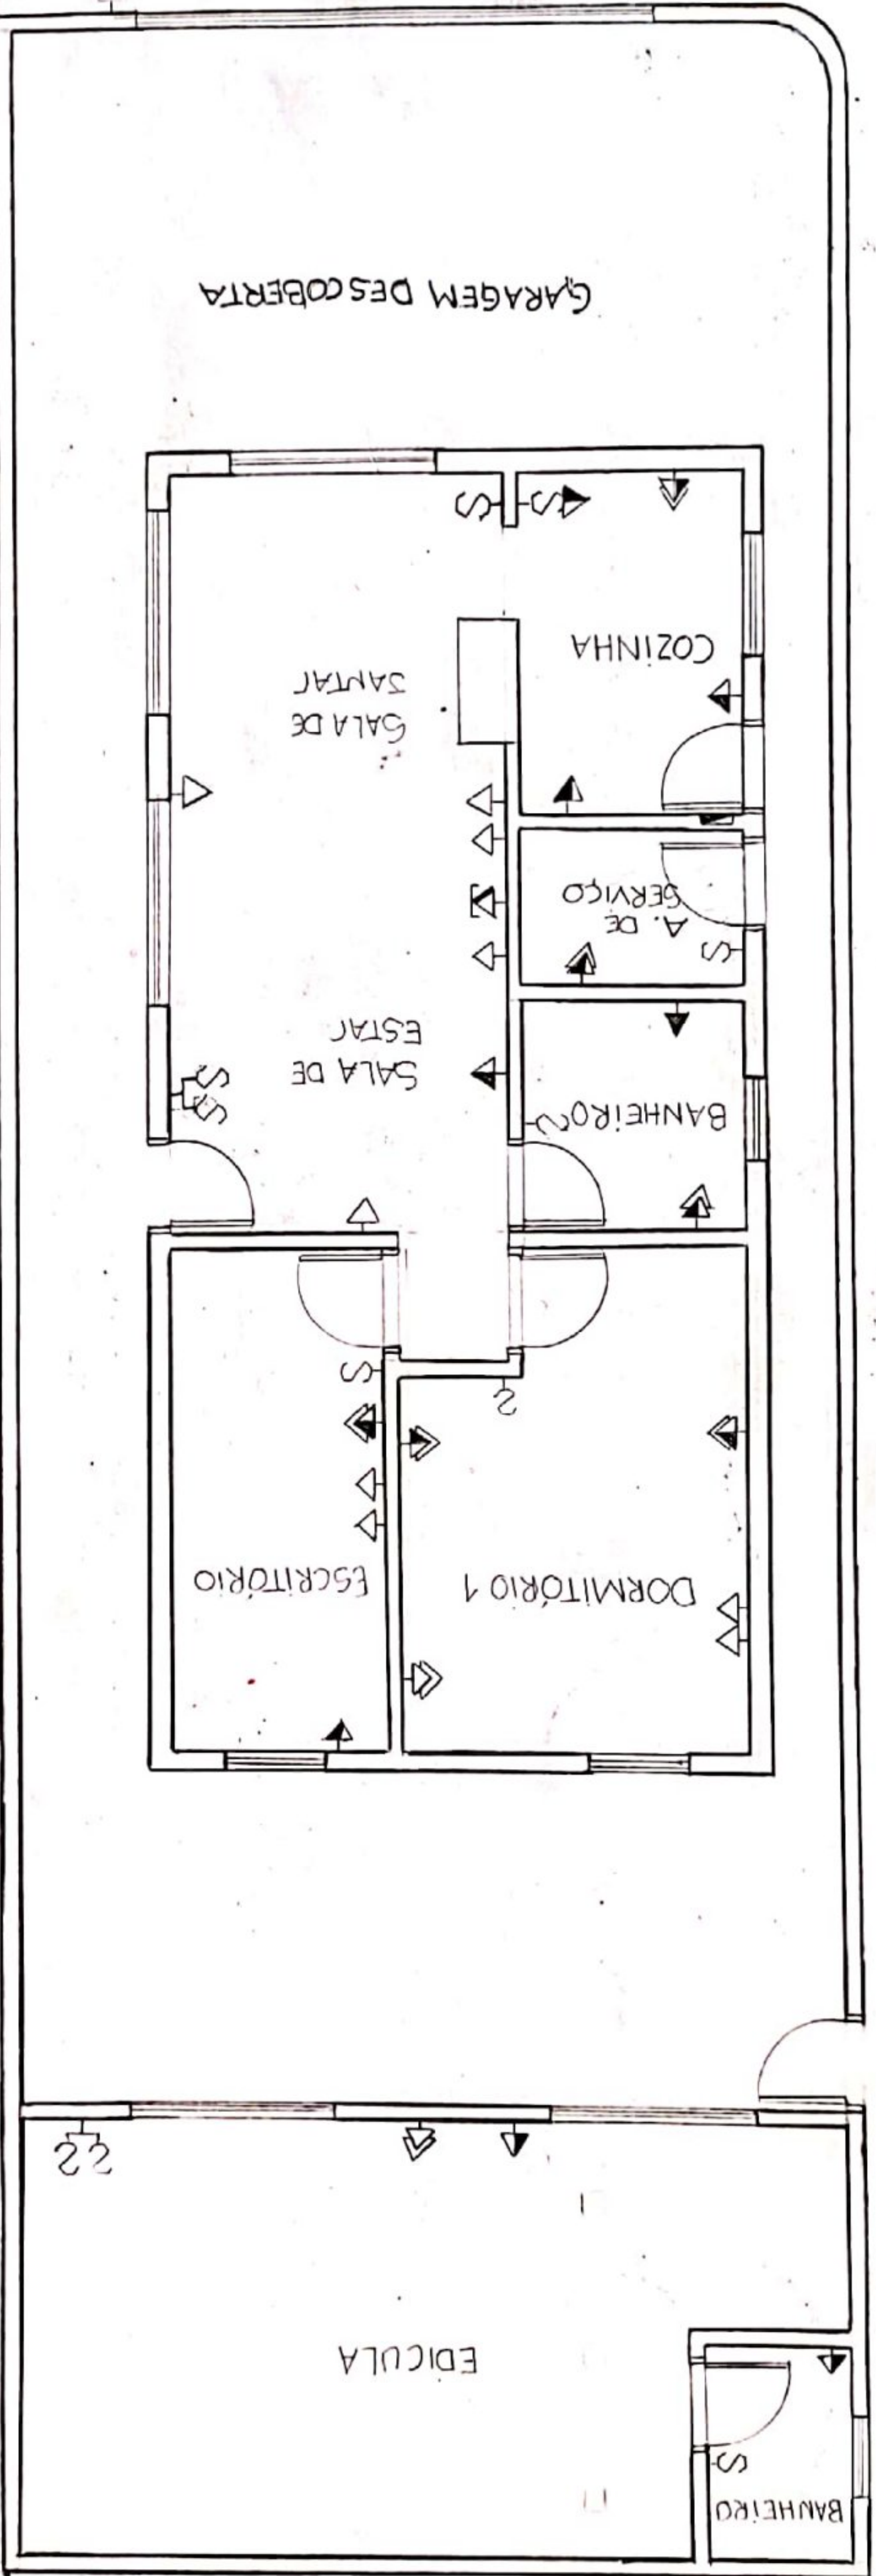 BANHEiRO
EDÍCULA
DORMITÓRIO 1
ESCRITÓRIO
BANHEiRO
SALA DE
ESTAR
A. DE
SERVIÇO
SALA DE
JANTAR
COZiNHA
GARAGEM DESCOBERTA